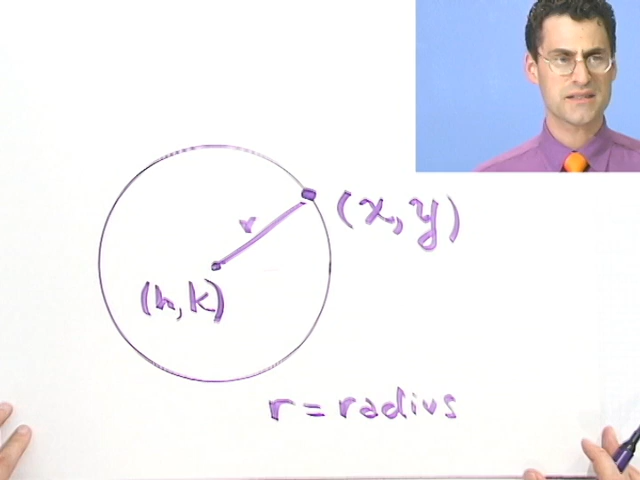 r
(x,y)
(h,k)
r = radius